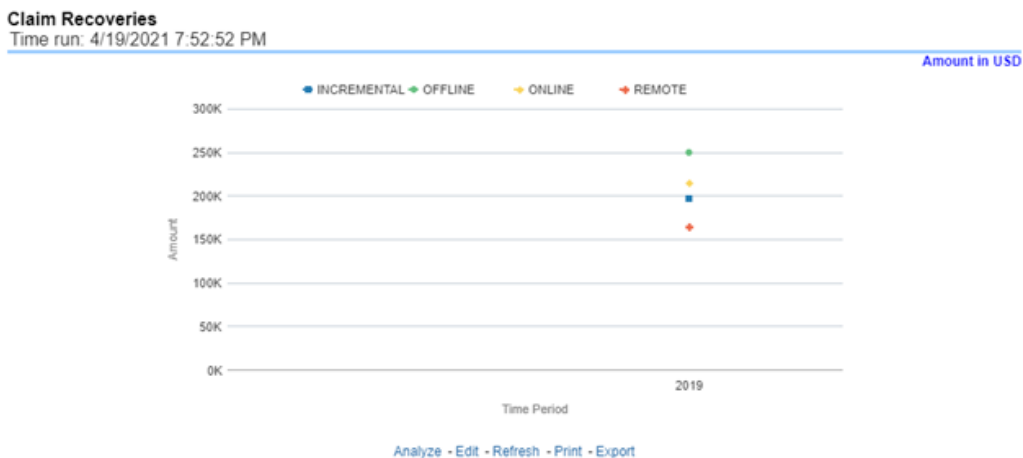 Claim Recoveries
Time run: 4/19/2021 7:52:52 PM
Amount in USD
INCREMENTAL OFFLINE ONLINE REMOTE
300K
250K
200K
150K
100K
50K
0K
Amount
2019
Time Period
Analyze - Edit - Refresh - Print - Export